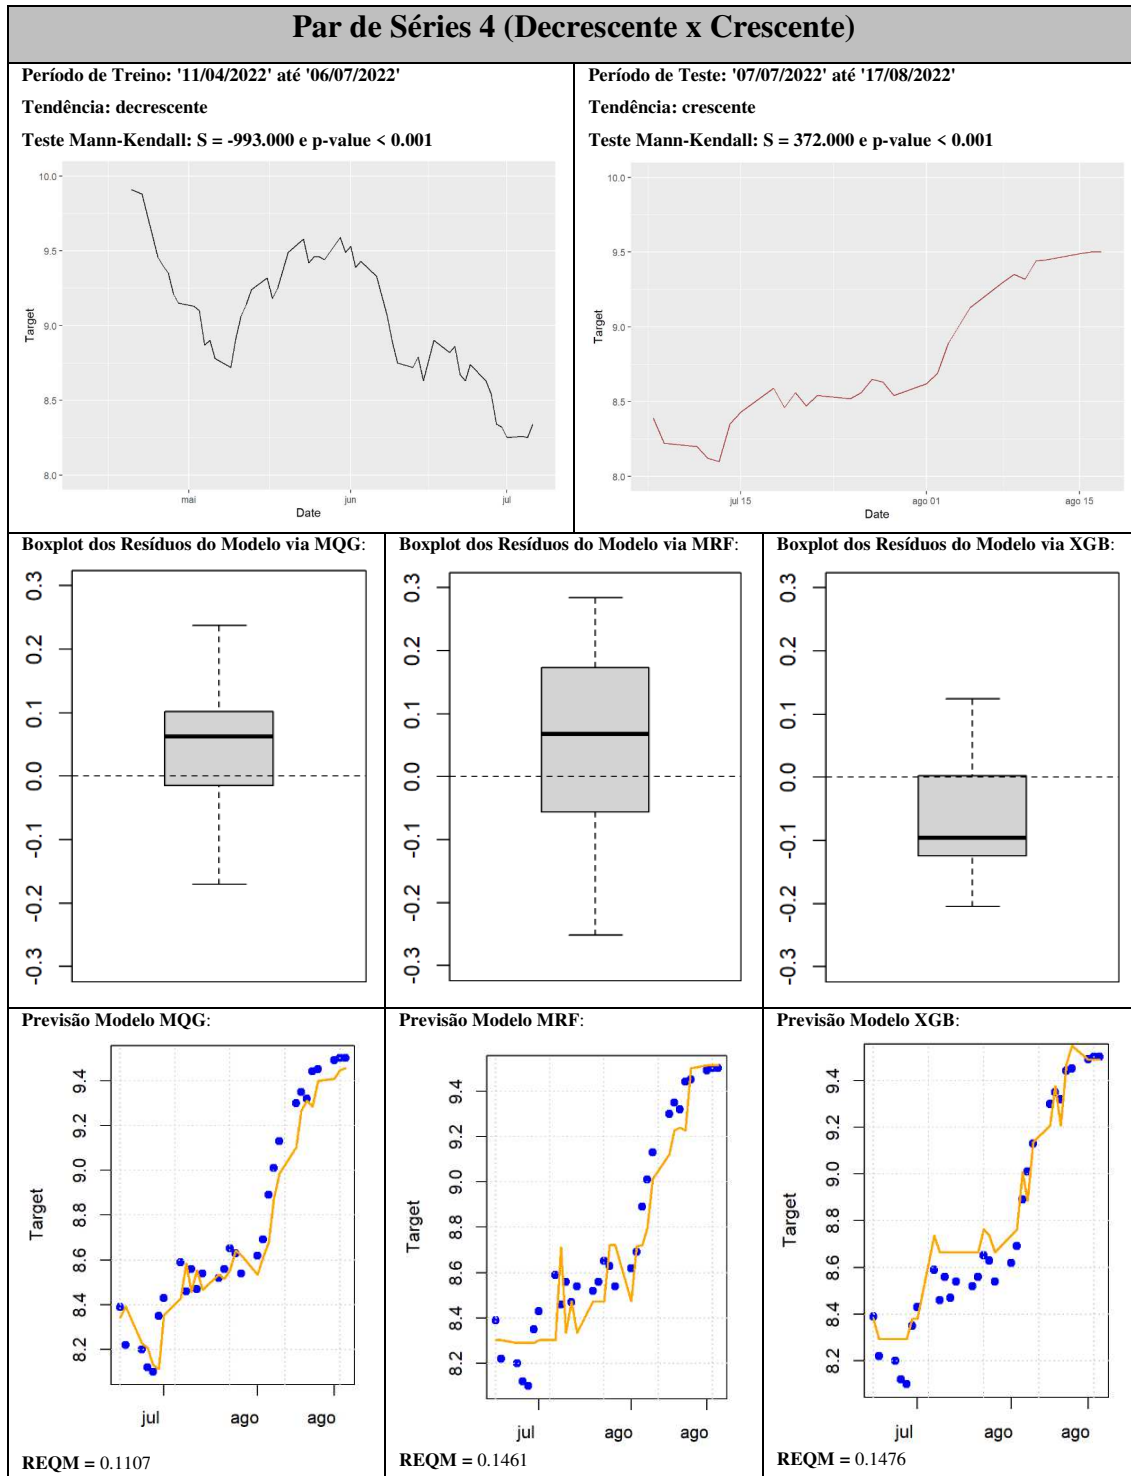 Par de Séries 4 (Decrescente x Crescente)
Período de Treino: '11/04/2022' até '06/07/2022'
Tendência: decrescente
Teste Mann-Kendall: S = -993.000 e p-value < 0.001
10.0
9.5
9.0
8.5
8.0
Target
mai
jun
jul
Date
Período de Teste: '07/07/2022' até '17/08/2022'
Tendência: crescente
Teste Mann-Kendall: S = 372.000 e p-value < 0.001
10.0
9.5
9.0
8.5
8.0
Target
jul 15
ago 01
ago 15
Date
Boxplot dos Resíduos do Modelo via MQG:
0.3
0.2
0.1
0.0
-0.1
-0.2
-0.3
Boxplot dos Resíduos do Modelo via MRF:
0.3
0.2
0.1
0.0
-0.1
-0.2
-0.3
Boxplot dos Resíduos do Modelo via XGB:
0.3
0.2
0.1
0.0
-0.1
-0.2
-0.3
Previsão Modelo MQG:
9.4
9.2
9.0
8.8
8.6
8.4
8.2
Target
jul
ago
ago
REQM = 0.1107
Previsão Modelo MRF:
9.4
9.2
9.0
8.8
8.6
8.4
8.2
Target
jul
ago
ago
REQM = 0.1461
Previsão Modelo XGB:
9.4
9.2
9.0
8.8
8.6
8.4
8.2
Target
jul
ago
ago
REQM = 0.1476